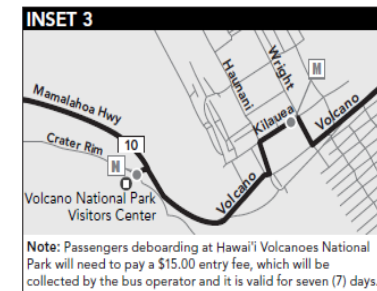 INSET 3
Haunani
Wright
M
Mamalahoa Hwy
Kilauea
Volcano
Crater Rim
10
M
Volcano
Volcano National Park
Visitors Center
Note: Passengers deboarding at Hawai'i Volcanoes National
Park will need to pay a $15.00 entry fee, which will be
collected by the bus operator and it is valid for seven (7) days.